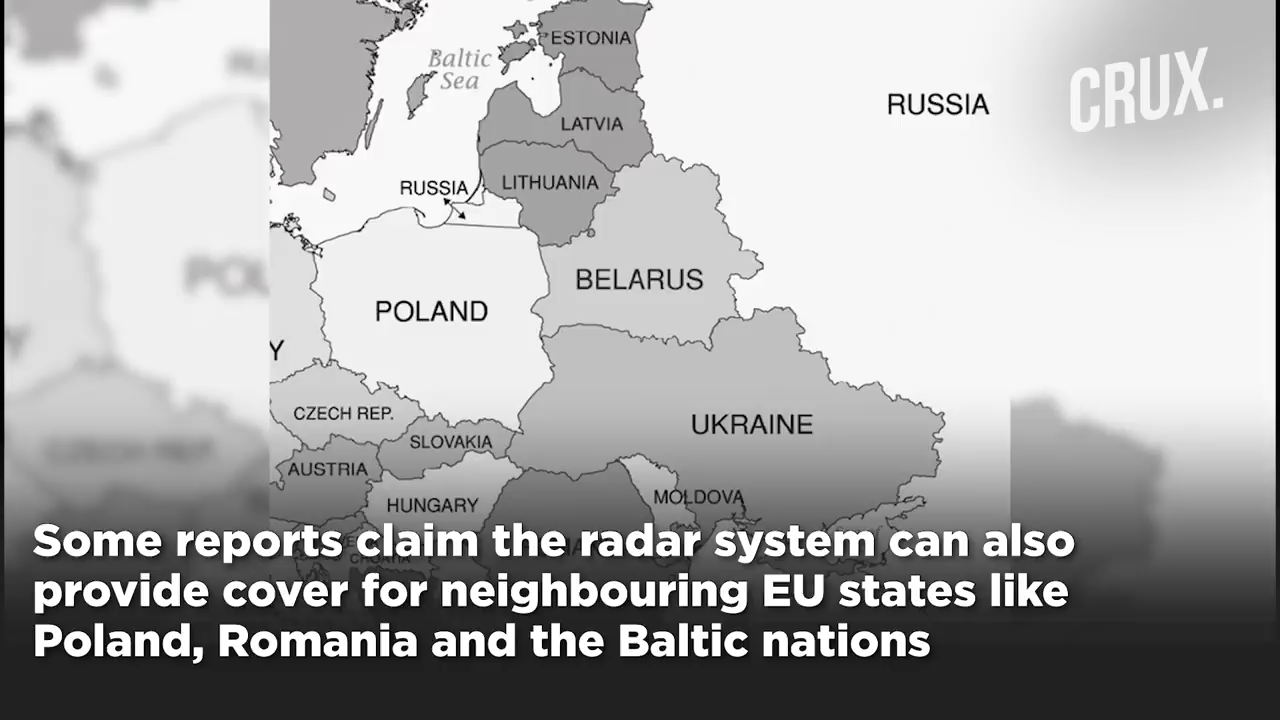 ESTONIA
Baltic
Sea
CRUX.
RUSSIA
LATVIA
LITHUANIA
RUSSIA
BELARUS
POLAND
Y
CZECH REP.
UKRAINE
SLOVAKIA
AUSTRIA
MOLDOVA
HUNGARY
Some reports claim the radar system can also
provide cover for neighbouring EU states like
Poland, Romania and the Baltic nations